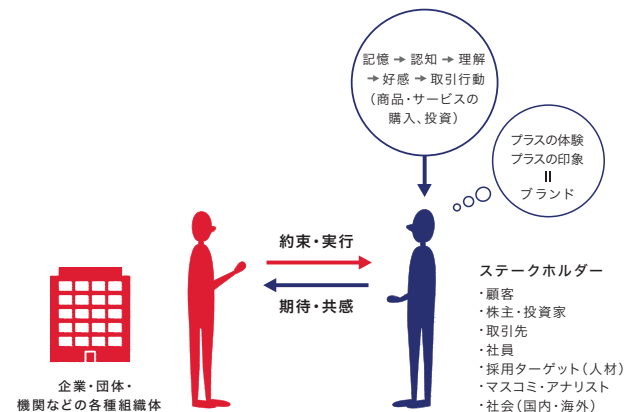 記憶 → 認知 → 理解
→ 好感 → 取引行動
(商品・サービスの
購入、投資)
プラスの体験
プラスの印象
=
ブランド
約束・実行
期待・共感
企業・団体・
機関などの各種組織体
ステークホルダー
・顧客
・株主・投資家
・取引先
・社員
・採用ターゲット(人材)
・マスコミ・アナリスト
・社会(国内・海外)